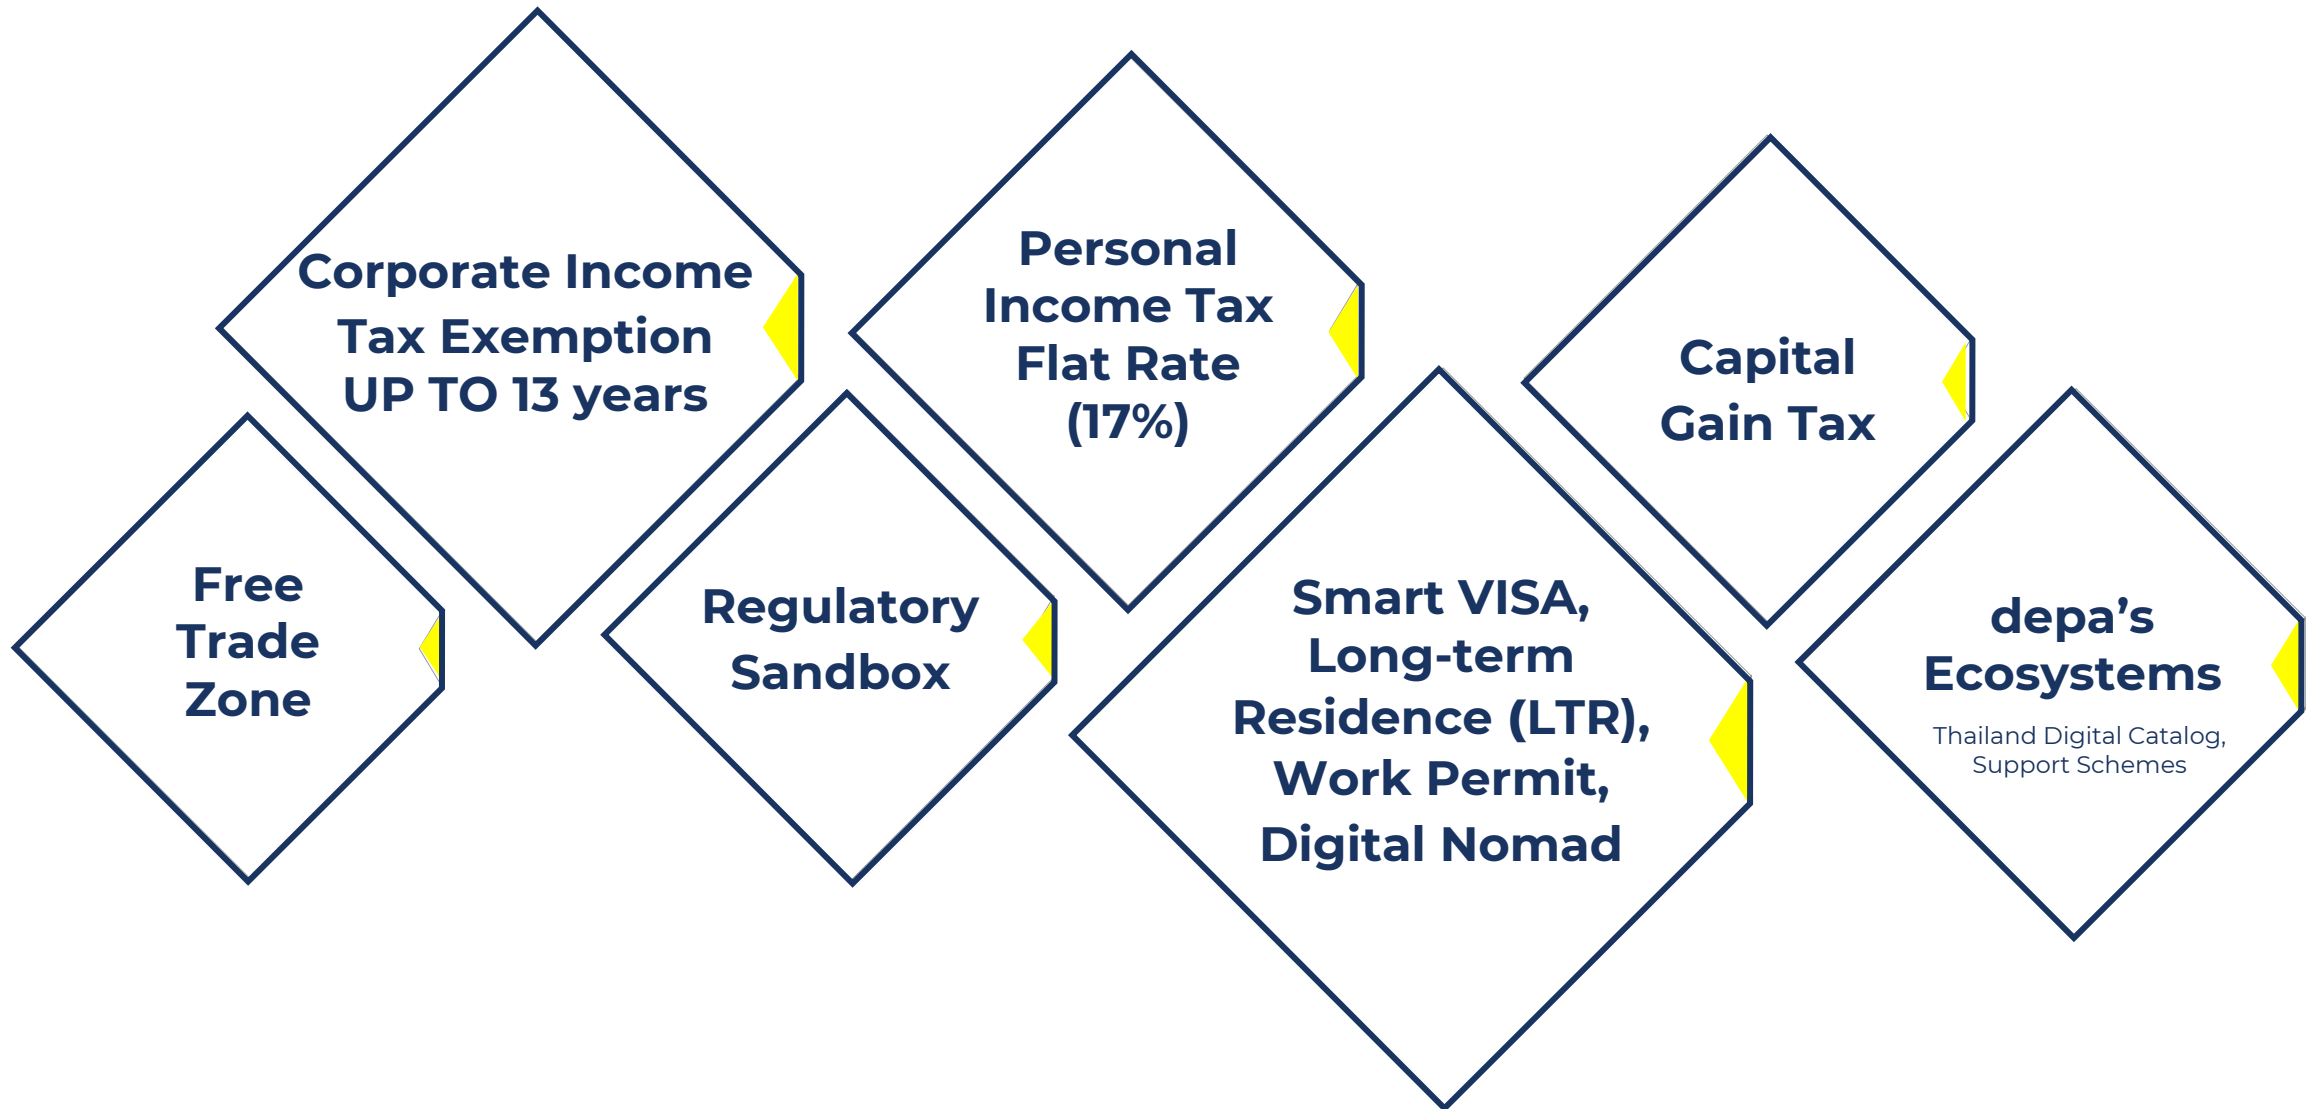 Corporate Income
Tax Exemption
UP TO 13 years
Personal
Income Tax
Flat Rate
(17%)
Capital
Gain Tax
Free
Trade
Zone
Regulatory
Sandbox
Smart VISA,
Long-term
Residence (LTR),
Work Permit,
Digital Nomad
depa’s
Ecosystems
Thailand Digital Catalog,
Support Schemes